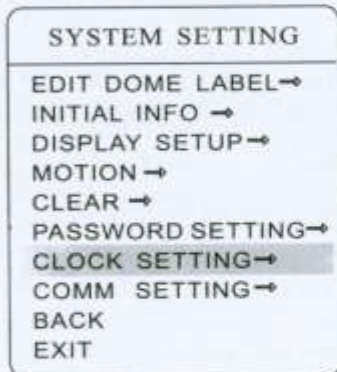 SYSTEM SETTING
EDIT DOME LABEL→
INITIAL INFO →
DISPLAY SETUP→
MOTION→
CLEAR→
PASSWORD SETTING→
CLOCK SETTING→
COMM SETTING→
BACK
EXIT